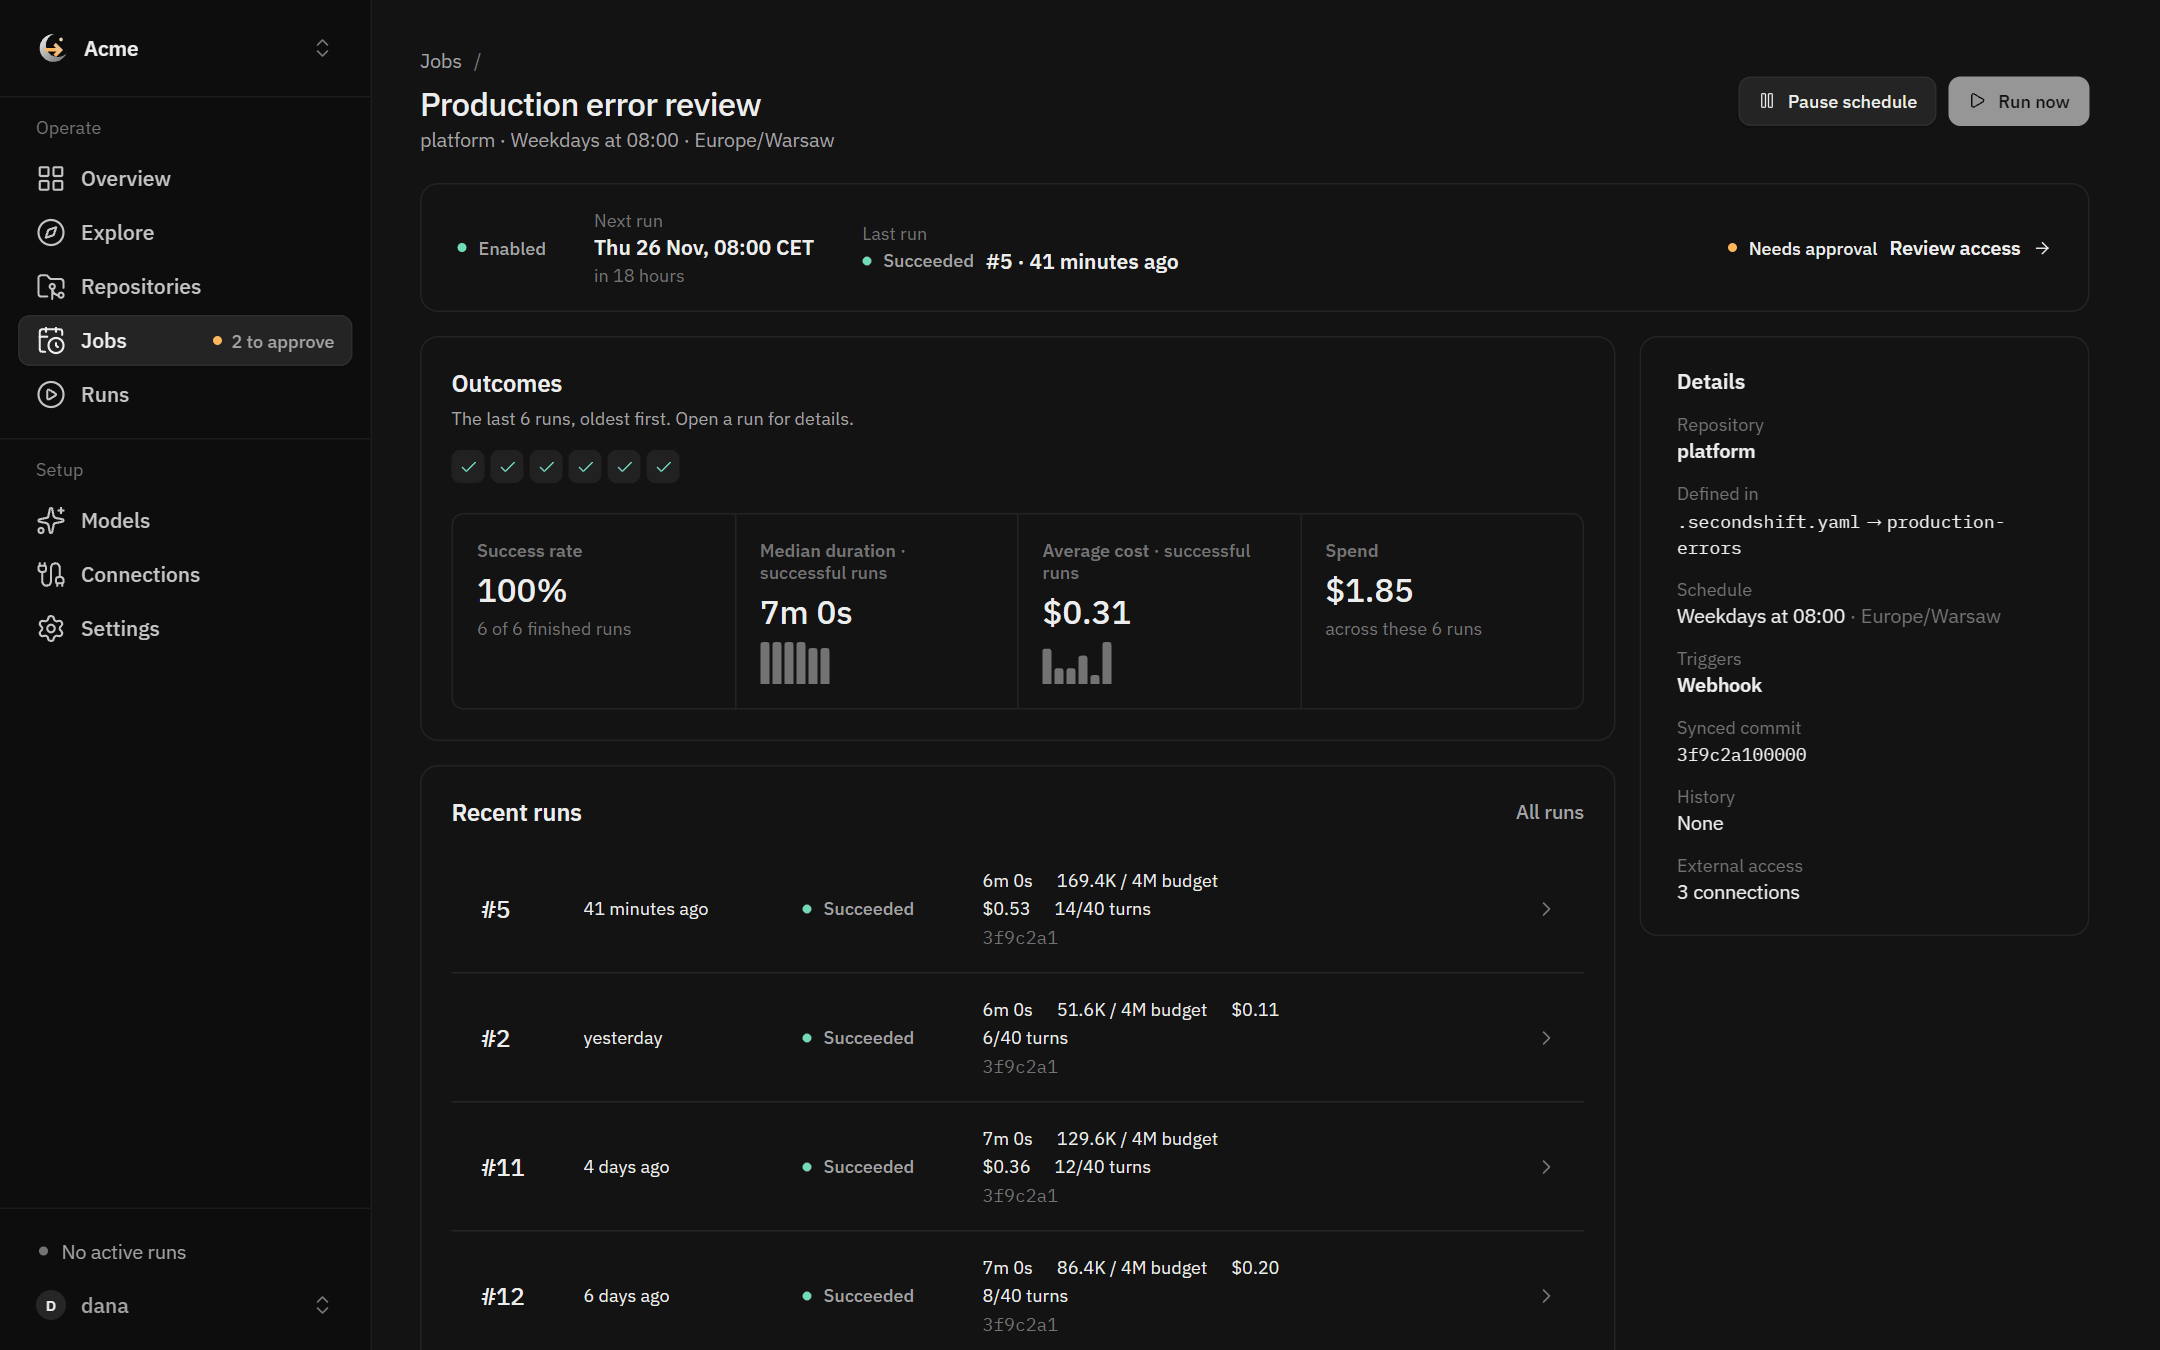 Acme
Operate
Overview
Explore
Repositories
Jobs
2 to approve
Runs
Setup
Models
Connections
Settings
No active runs
D
dana
Jobs /
Production error review
platform · Weekdays at 08:00 · Europe/Warsaw
Pause schedule
Run now
Enabled
Next run
Thu 26 Nov, 08:00 CET
in 18 hours
Last run
Succeeded #5 · 41 minutes ago
Needs approval Review access →
Outcomes
The last 6 runs, oldest first. Open a run for details.
Success rate
100%
6 of 6 finished runs
Median duration ·
successful runs
7m 0s
Average cost · successful
runs
$0.31
Spend
$1.85
across these 6 runs
Recent runs
All runs
#5
41 minutes ago
Succeeded
6m 0s 169.4K / 4M budget
$0.53 14/40 turns
3f9c2a1
#2
yesterday
Succeeded
6m 0s 51.6K / 4M budget $0.11
6/40 turns
3f9c2a1
#11
4 days ago
Succeeded
7m 0s 129.6K / 4M budget
$0.36 12/40 turns
3f9c2a1
#12
6 days ago
Succeeded
7m 0s 86.4K / 4M budget $0.20
8/40 turns
3f9c2a1
Details
Repository
platform
Defined in
.secondshift.yaml → production-
errors
Schedule
Weekdays at 08:00 · Europe/Warsaw
Triggers
Webhook
Synced commit
3f9c2a100000
History
None
External access
3 connections